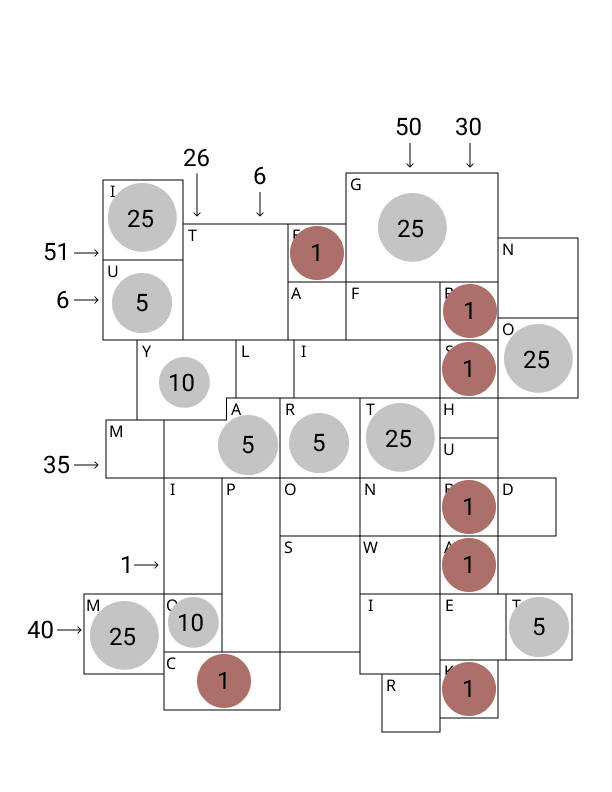 50 30
26
6
I G
25 25
T E 1
51 N
U
6 5 A F P 1
O
Y L I S 1 25
10
A R T H
M 5 5 25
U
35
I P O N 1 D
S W A 1
1
M O I E T
40 25 10 5
C 1
R K 1